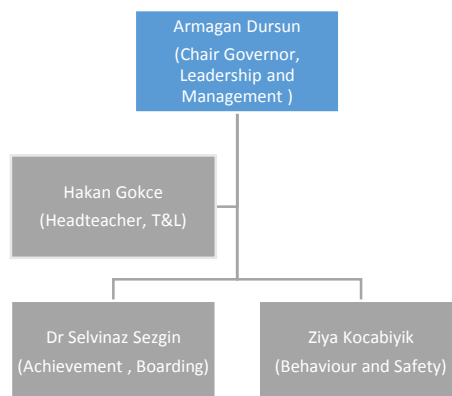 Armagan Dursun
(Chair Governor,
Leadership and
Management )
Hakan Gokce
(Headteacher, T&L)
Dr Selvinaz Sezgin
(Achievement , Boarding)
Ziya Kocabiyik
(Behaviour and Safety)